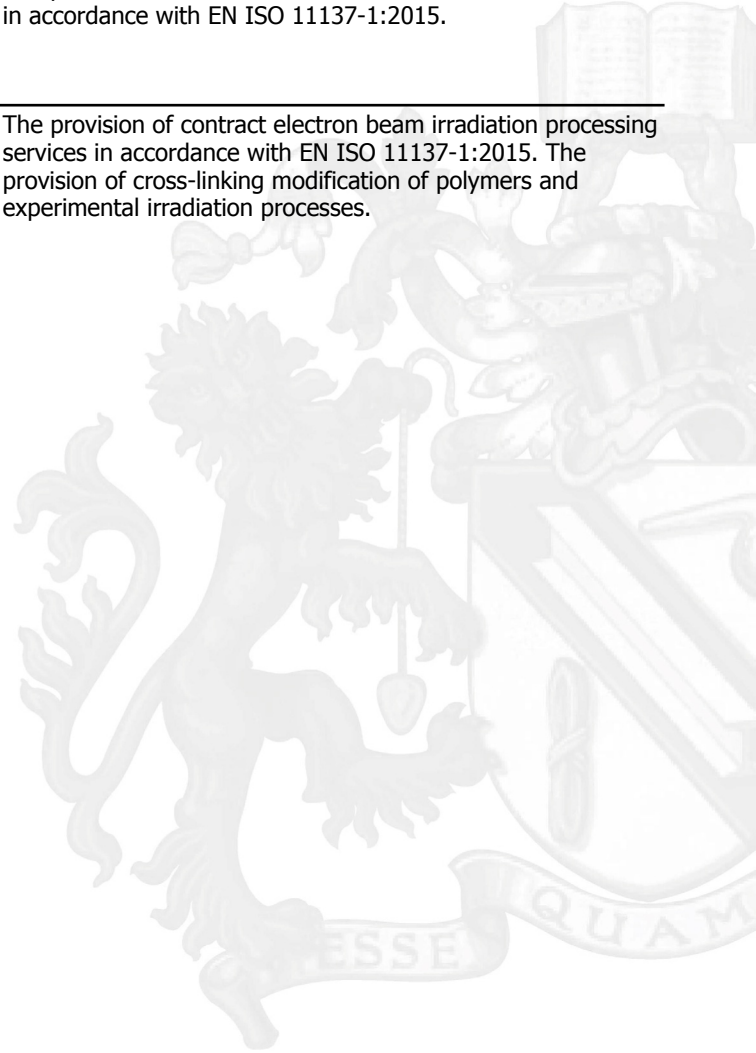 in accordance with EN ISO 11137-1:2015.
The provision of contract electron beam irradiation processing
services in accordance with EN ISO 11137-1:2015. The
provision of cross-linking modification of polymers and
experimental irradiation processes.
ESSE QUAM